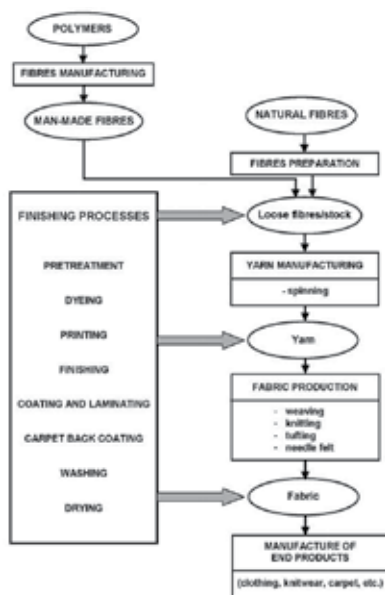 POLYMERS
FIBRES MANUFACTURING
MAN-MADE FIBRES
NATURAL FIBRES
FIBRES PREPARATION
Loose fibres/stock
FINISHING PROCESSES
PRETREATMENT
DYEING
PRINTING
FINISHING
COATING AND LAMINATING
CARPET BACK COATING
WASHING
DRYING
YARN MANUFACTURING
- spinning
Yarn
FABRIC PRODUCTION
- weaving
- knitting
- tufting
- needle felt
Fabric
MANUFACTURE OF
END PRODUCTS
(clothing, knitwear, carpet, etc.)